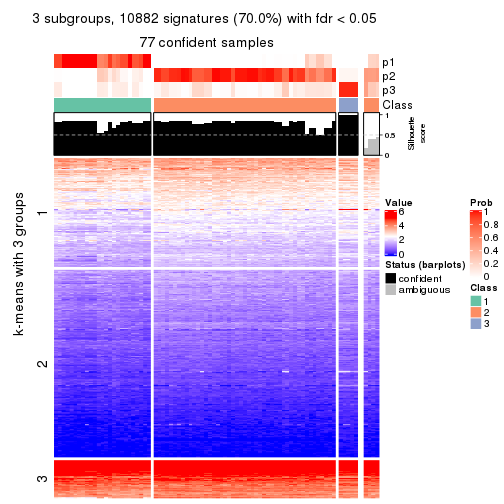 3 subgroups, 10882 signatures (70.0%) with fdr < 0.05
77 confident samples
p1
p2
p3
Class
1
0.5
0
Silhouette
score
k-means with 3 groups
1
2
3
Value
6
4
2
0
Status (barplots)
confident
ambiguous
Prob
1
0.8
0.6
0.4
0.2
0
Class
1
2
3